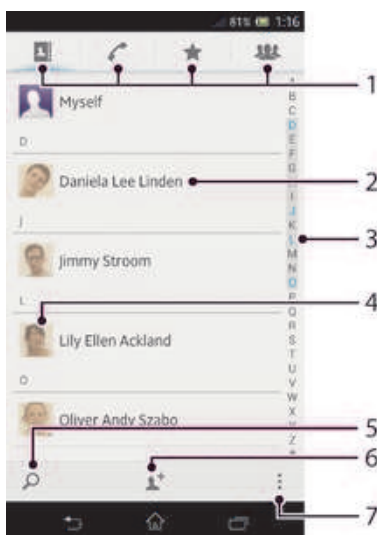 81% 1:16
1
Myself
B
C
D
D
E
F
G
2
Daniela Lee Linden
I
J
J
K
3
L
M
N
Jimmy Stroom
O
P
4
L
Q
R
S
Lily Ellen Ackland
T
U
V
O
W
X
Y
Oliver Andy Szabo
Z
5
6
7